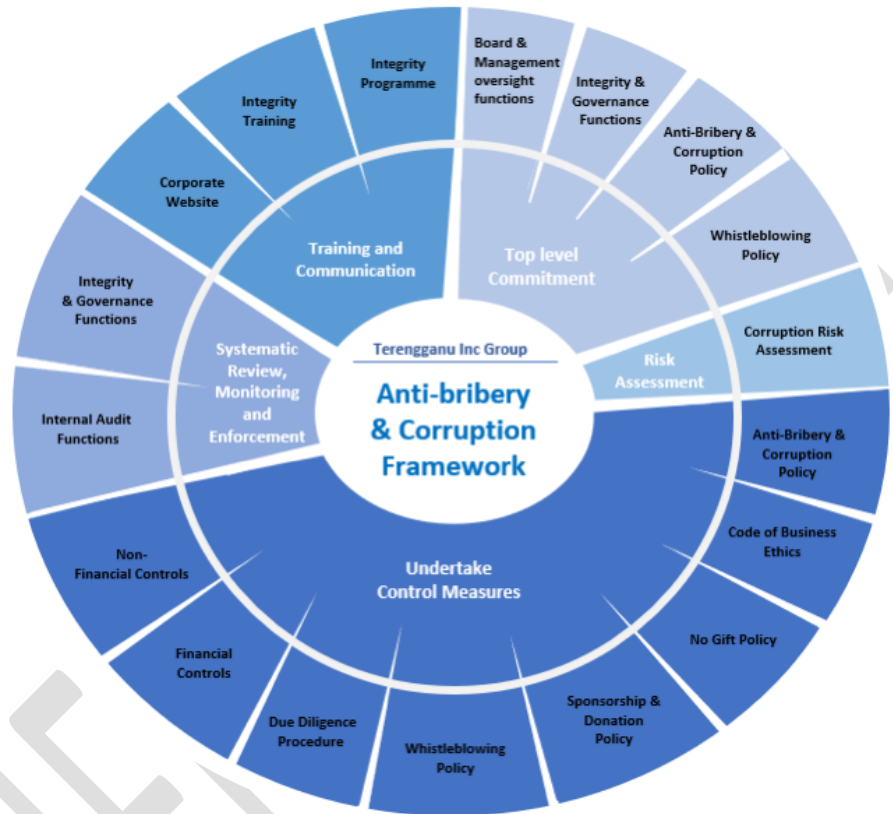 Terengganu Inc Group
Anti-bribery
& Corruption
Framework
Top level
Commitment
Board &
Management
oversight
functions
Integrity &
Governance
Functions
Anti-Bribery &
Corruption
Policy
Whistleblowing
Policy
Risk
Assessment
Corruption Risk
Assessment
Undertake
Control Measures
Anti-Bribery &
Corruption
Policy
Code of Business
Ethics
No Gift Policy
Sponsorship &
Donation
Policy
Whistleblowing
Policy
Due Diligence
Procedure
Financial
Controls
Non-
Financial Controls
Systematic
Review,
Monitoring
and
Enforcement
Internal Audit
Functions
Integrity
& Governance
Functions
Training and
Communication
Corporate
Website
Integrity
Training
Integrity
Programme